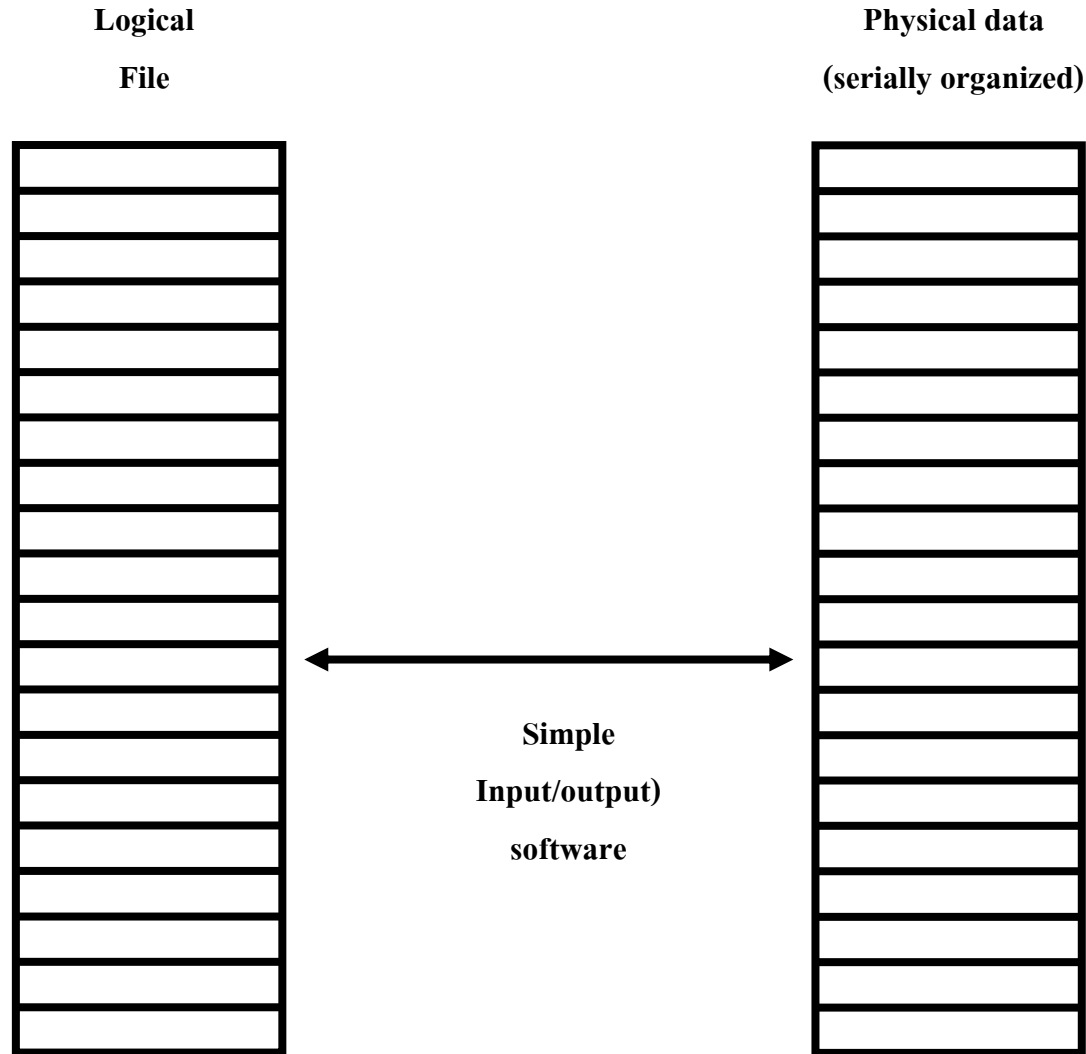 Logical
File
Physical data
(serially organized)
Simple
Input/output)
software